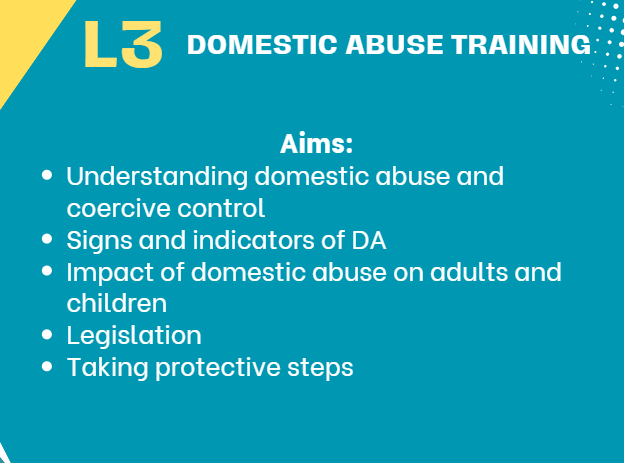 L3 DOMESTIC ABUSE TRAINING
Aims:
• Understanding domestic abuse and
coercive control
• Signs and indicators of DA
• Impact of domestic abuse on adults and
children
• Legislation
• Taking protective steps